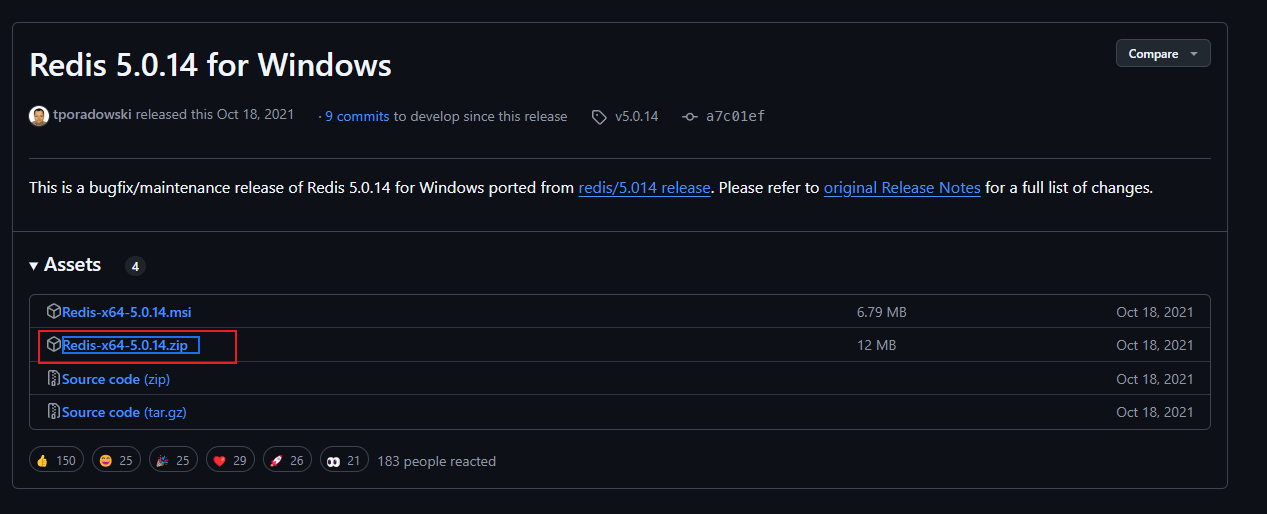 Redis 5.0.14 for Windows
Compare
tporadowski released this Oct 18, 2021 · 9 commits to develop since this release v5.0.14 a7c01ef
This is a bugfix/maintenance release of Redis 5.0.14 for Windows ported from redis/5.014 release. Please refer to original Release Notes for a full list of changes.
Assets 4
Redis-x64-5.0.14.msi 6.79 MB Oct 18, 2021
Redis-x64-5.0.14.zip 12 MB Oct 18, 2021
Source code (zip) Oct 18, 2021
Source code (tar.gz) Oct 18, 2021
150 25 25 29 26 21 183 people reacted